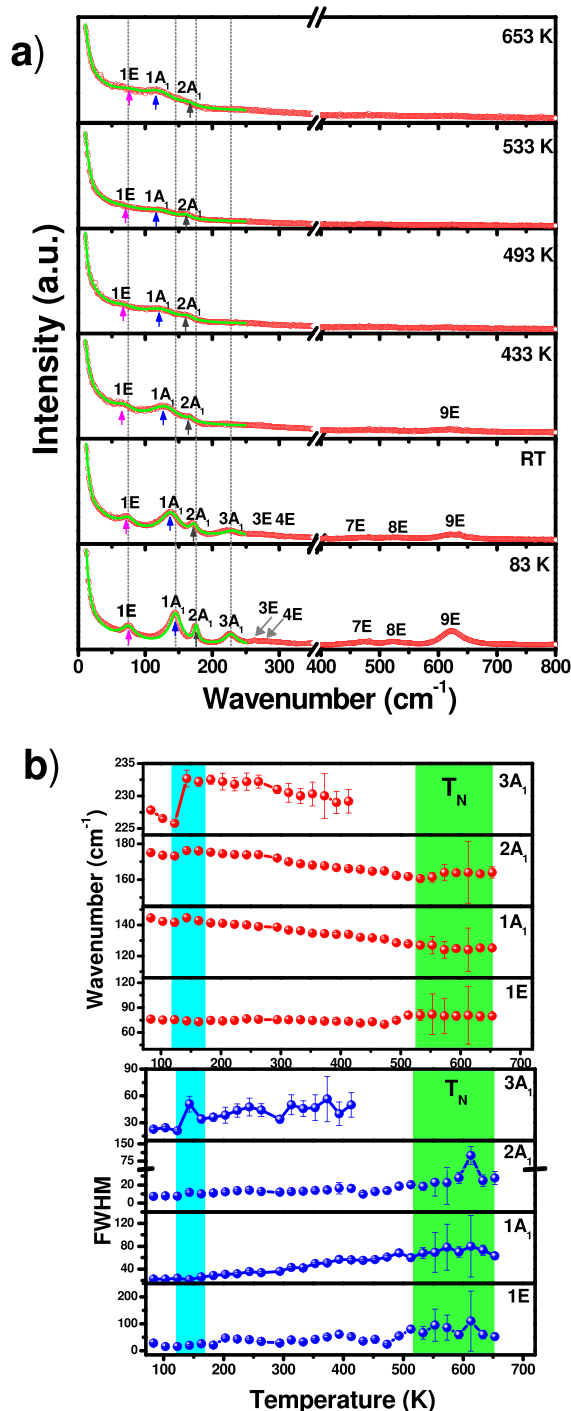 a)
653 K
1E 1A1 2A1
533 K
1E 1A1 2A1
493 K
1E 1A1 2A1
433 K
1E 1A1 2A1 9E
RT
1E 1A1 2A1 3A1 3E 4E 7E 8E 9E
83 K
1E 1A1 2A1 3A1 3E 4E 7E 8E 9E
0 100 200 300 400 400 500 600 700 800
Intensity (a.u.)
Wavenumber (cm-1)
b)
235
230
225
TN 3A1
180
160
2A1
140
120
1A1
120
90
60
1E
0 100 200 300 400 500 600 700
Wavenumber (cm-1)
90
60
30
TN 3A1
150
75
20
0
2A1
120
80
40
1A1
200
100
0
1E
FWHM
0 100 200 300 400 500 600 700
Temperature (K)